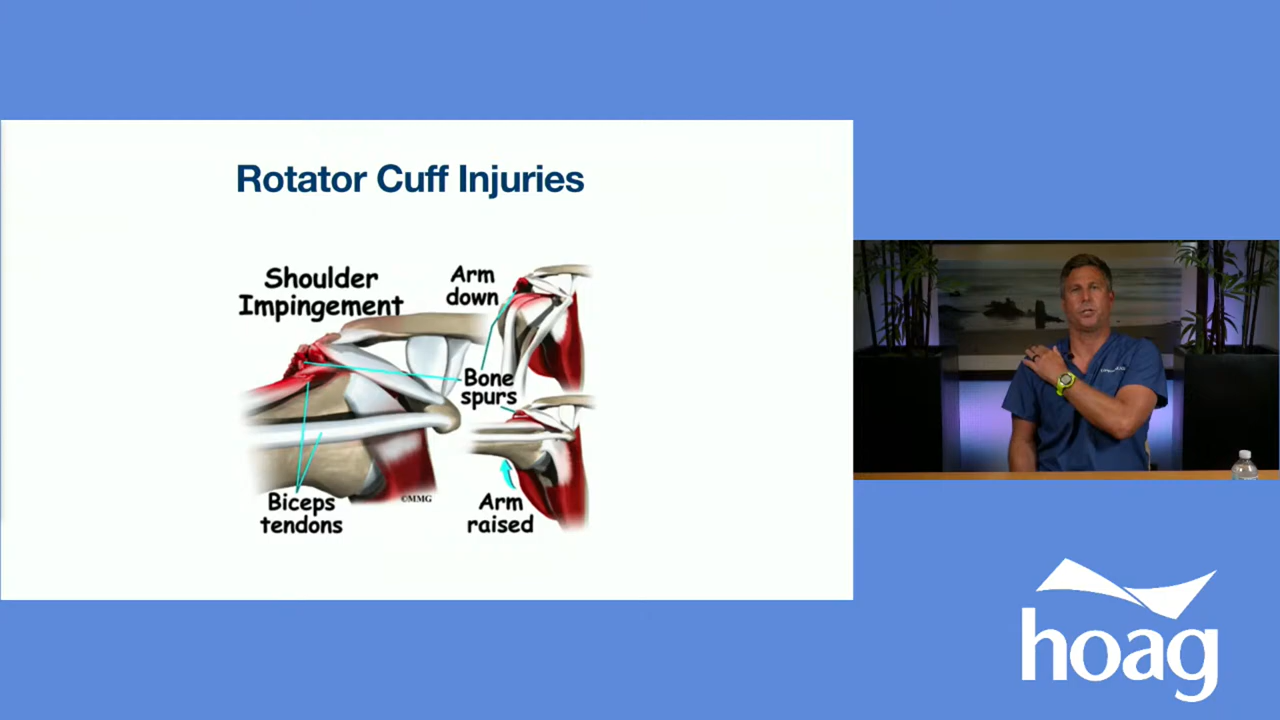 Rotator Cuff Injuries
Shoulder
Impingement
Arm
down
Bone
spurs
Biceps
tendons
©MMG
Arm
raised
hoag